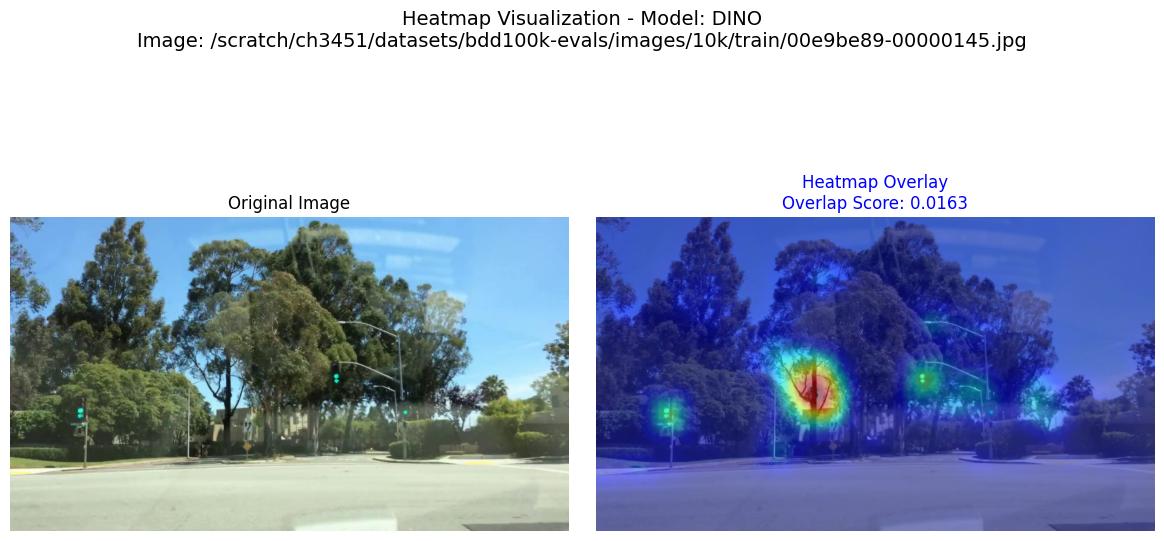 Heatmap Visualization - Model: DINO
Image: /scratch/ch3451/datasets/bdd100k-evals/images/10k/train/00e9be89-00000145.jpg
Original Image
Heatmap Overlay
Overlap Score: 0.0163